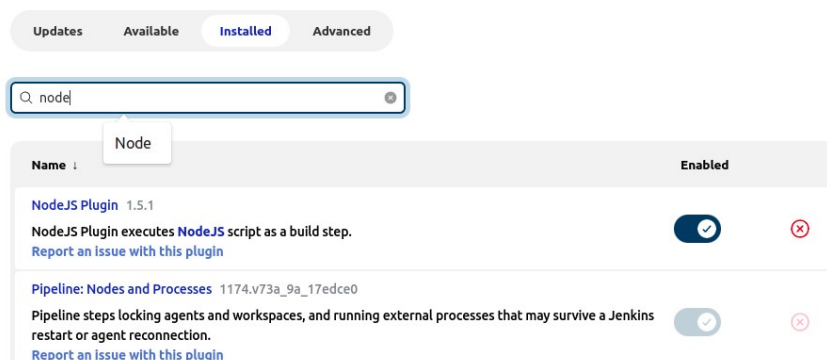 Updates Available Installed Advanced
node
Node
Name ↓ Enabled
NodeJS Plugin 1.5.1
NodeJS Plugin executes NodeJS script as a build step.
Report an issue with this plugin
Pipeline: Nodes and Processes 1174.v73a_9a_17edce0
Pipeline steps locking agents and workspaces, and running external processes that may survive a Jenkins
restart or agent reconnection.
Report an issue with this plugin